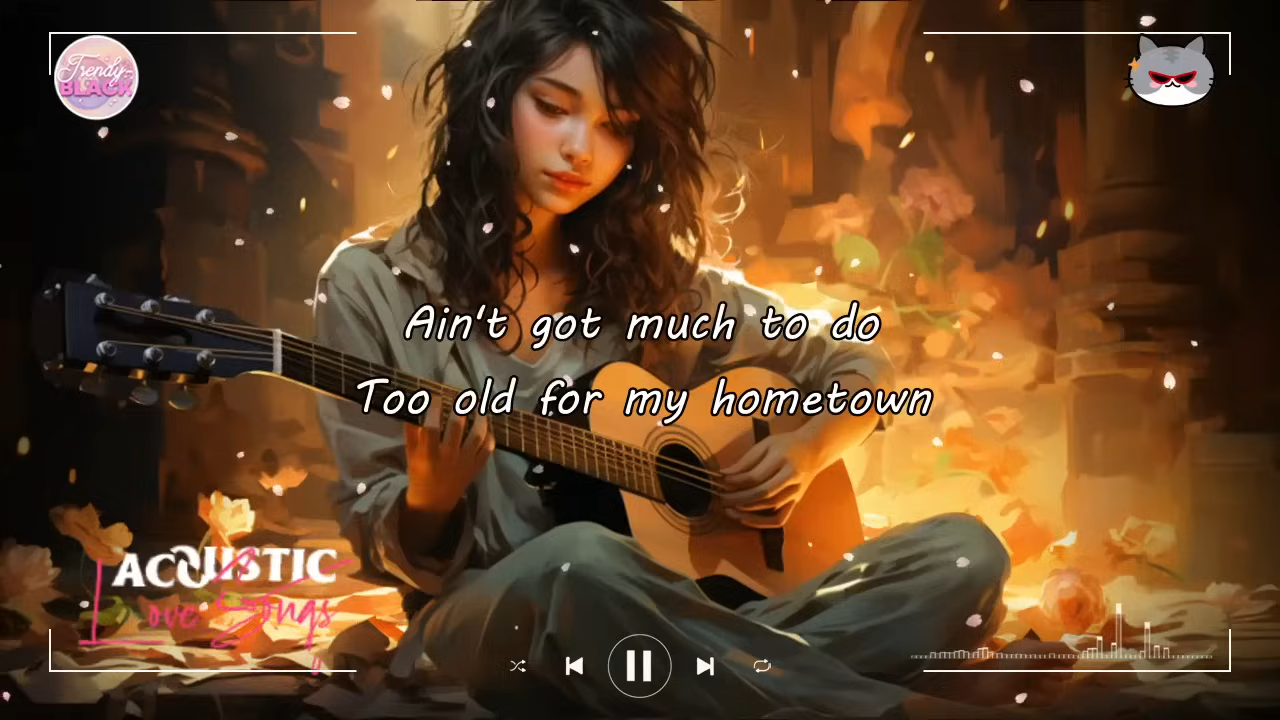 Trendy
BLACK
Ain't got much to do
Too old for my hometown
ACOUSTIC
Love Songs